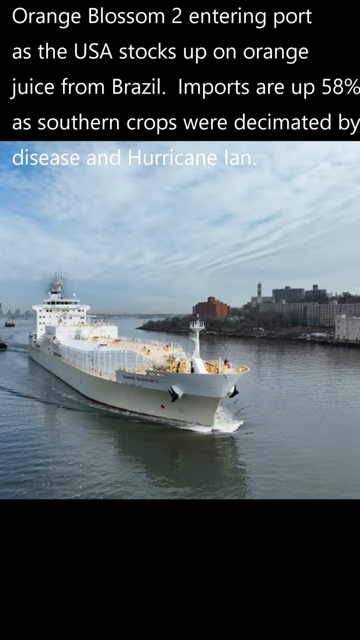 Orange Blossom 2 entering port
as the USA stocks up on orange
juice from Brazil.  Imports are up 58%
as southern crops were decimated by
disease and Hurricane Ian.